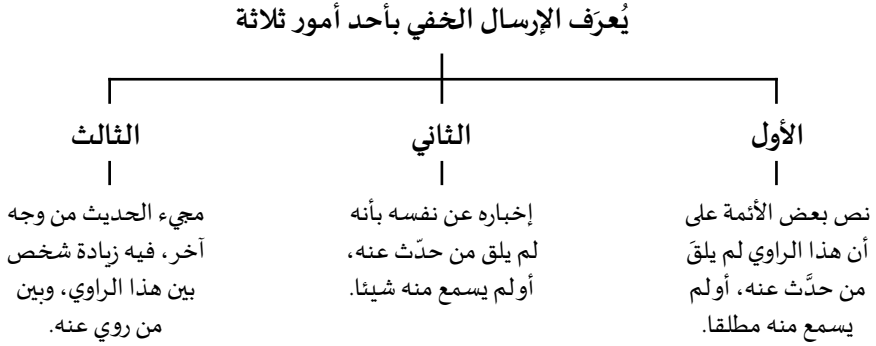 يُعرَف الإرسال الخفي بأحد أمور ثلاثة
الأول
نص بعض الأئمة على
أن هذا الراوي لم يلقَ
من حدَّث عنه، أولم
يسمع منه مطلقا.
الثاني
إخباره عن نفسه بأنه
لم يلق من حدّث عنه،
أولم يسمع منه شيئا.
الثالث
مجيء الحديث من وجه
آخر، فيه زيادة شخص
بين هذا الراوي، وبين
من روي عنه.